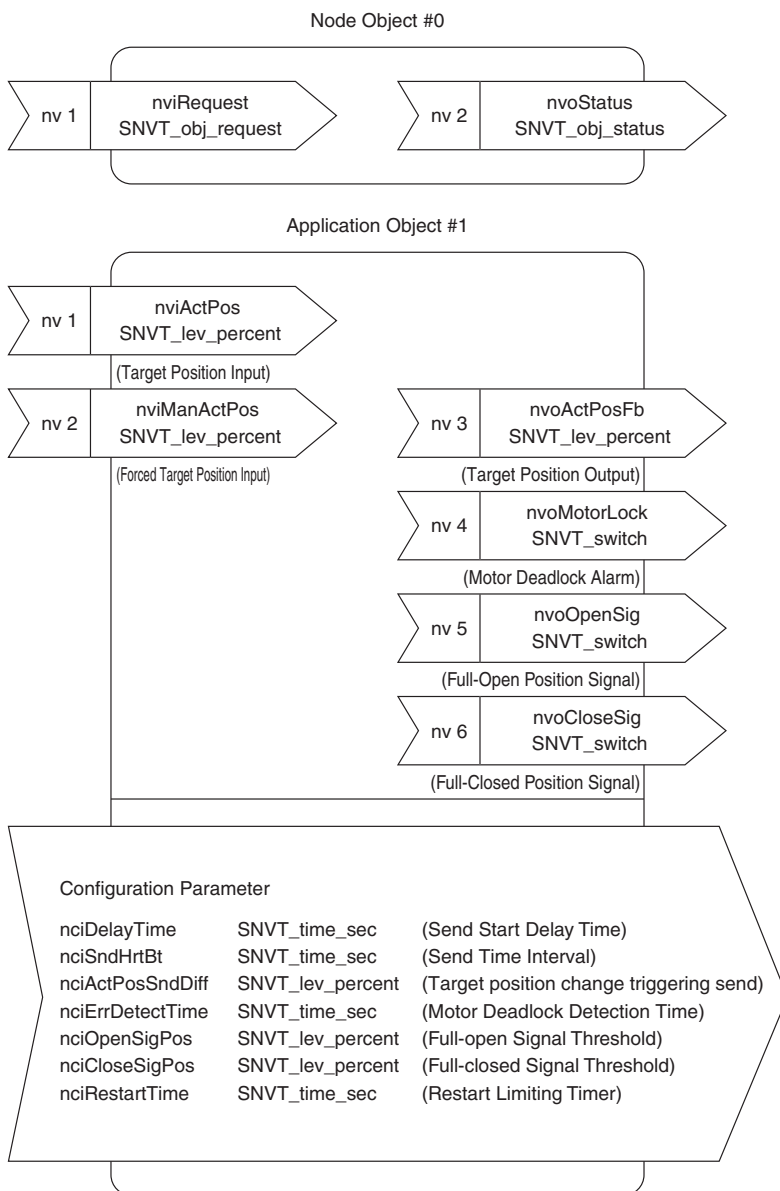 Node Object #0
nv 1
nviRequest
SNVT_obj_request
nv 2
nvoStatus
SNVT_obj_status
Application Object #1
nv 1
nviActPos
SNVT_lev_percent
(Target Position Input)
nv 2
nviManActPos
SNVT_lev_percent
(Forced Target Position Input)
nv 3
nvoActPosFb
SNVT_lev_percent
(Target Position Output)
nv 4
nvoMotorLock
SNVT_switch
(Motor Deadlock Alarm)
nv 5
nvoOpenSig
SNVT_switch
(Full-Open Position Signal)
nv 6
nvoCloseSig
SNVT_switch
(Full-Closed Position Signal)
Configuration Parameter
nciDelayTime SNVT_time_sec (Send Start Delay Time)
nciSndHrtBt SNVT_time_sec (Send Time Interval)
nciActPosSndDiff SNVT_lev_percent (Target position change triggering send)
nciErrDetectTime SNVT_time_sec (Motor Deadlock Detection Time)
nciOpenSigPos SNVT_lev_percent (Full-open Signal Threshold)
nciCloseSigPos SNVT_lev_percent (Full-closed Signal Threshold)
nciRestartTime SNVT_time_sec (Restart Limiting Timer)